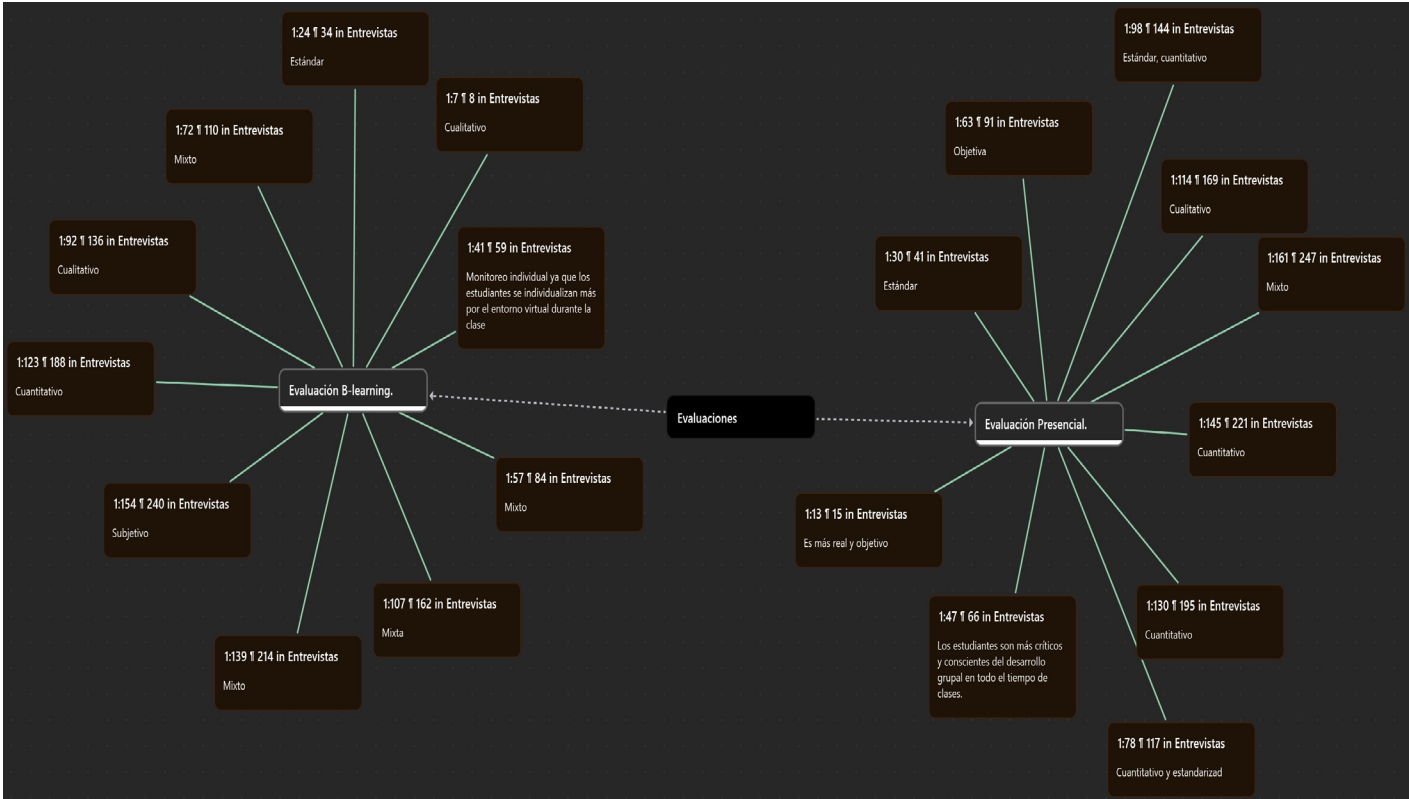 1:24 ¶ 34 in Entrevistas
Estándar
1:7 ¶ 8 in Entrevistas
Cualitativo
1:72 ¶ 110 in Entrevistas
Mixto
1:92 ¶ 136 in Entrevistas
Cualitativo
1:41 ¶ 59 in Entrevistas
Monitoreo individual ya que los
estudiantes se individualizan más
por el entorno virtual durante la
clase
1:123 ¶ 188 in Entrevistas
Cuantitativo
Evaluación B-learning.
1:57 ¶ 84 in Entrevistas
Mixto
1:154 ¶ 240 in Entrevistas
Subjetivo
1:107 ¶ 162 in Entrevistas
Mixta
1:139 ¶ 214 in Entrevistas
Mixto
Evaluaciones
1:98 ¶ 144 in Entrevistas
Estándar, cuantitativo
1:63 ¶ 91 in Entrevistas
Objetiva
1:114 ¶ 169 in Entrevistas
Cualitativo
1:30 ¶ 41 in Entrevistas
Estándar
1:161 ¶ 247 in Entrevistas
Mixto
Evaluación Presencial.
1:145 ¶ 221 in Entrevistas
Cuantitativo
1:13 ¶ 15 in Entrevistas
Es más real y objetivo
1:47 ¶ 66 in Entrevistas
Los estudiantes son más críticos
y conscientes del desarrollo
grupal en todo el tiempo de
clases.
1:130 ¶ 195 in Entrevistas
Cuantitativo
1:78 ¶ 117 in Entrevistas
Cuantitativo y estandarizad